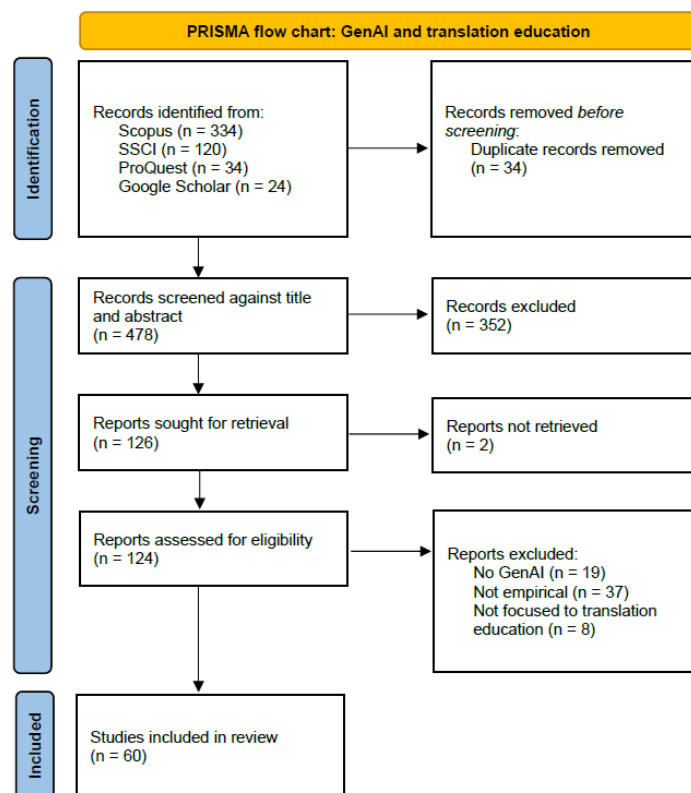 PRISMA flow chart: GenAI and translation education
Identification
Records identified from:
Scopus (n = 334)
SSCI (n = 120)
ProQuest (n = 34)
Google Scholar (n = 24)
Records removed before
screening:
Duplicate records removed
(n = 34)
Screening
Records screened against title
and abstract
(n = 478)
Records excluded
(n = 352)
Reports sought for retrieval
(n = 126)
Reports not retrieved
(n = 2)
Reports assessed for eligibility
(n = 124)
Reports excluded:
No GenAI (n = 19)
Not empirical (n = 37)
Not focused to translation
education (n = 8)
Included
Studies included in review
(n = 60)